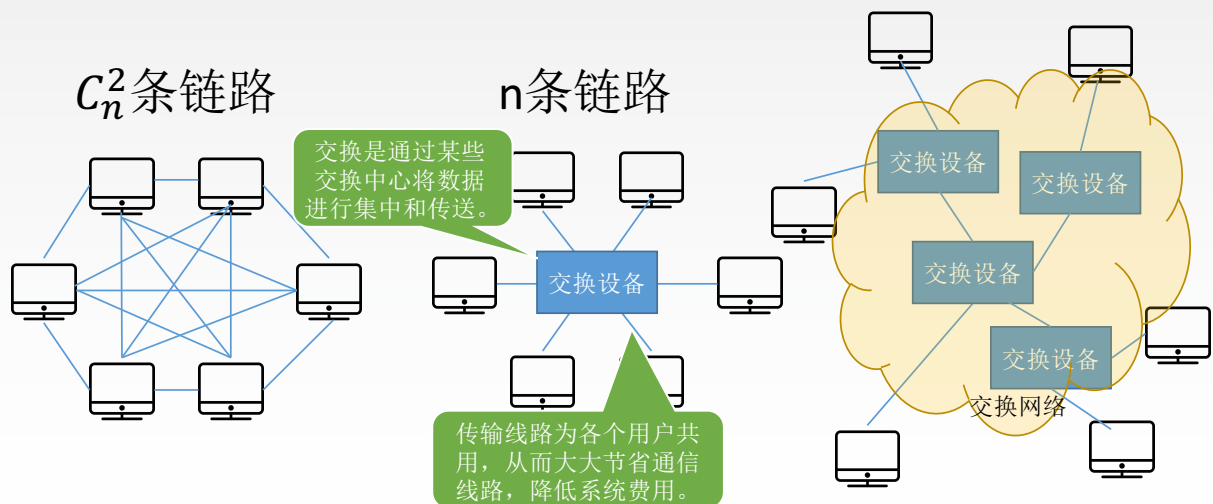 C_n^2条链路
n条链路
交换是通过某些
交换中心将数据
进行集中和传送。
交换设备
传输线路为各个用户共
用，从而大大节省通信
线路，降低系统费用。
交换设备
交换设备
交换设备
交换设备
交换网络